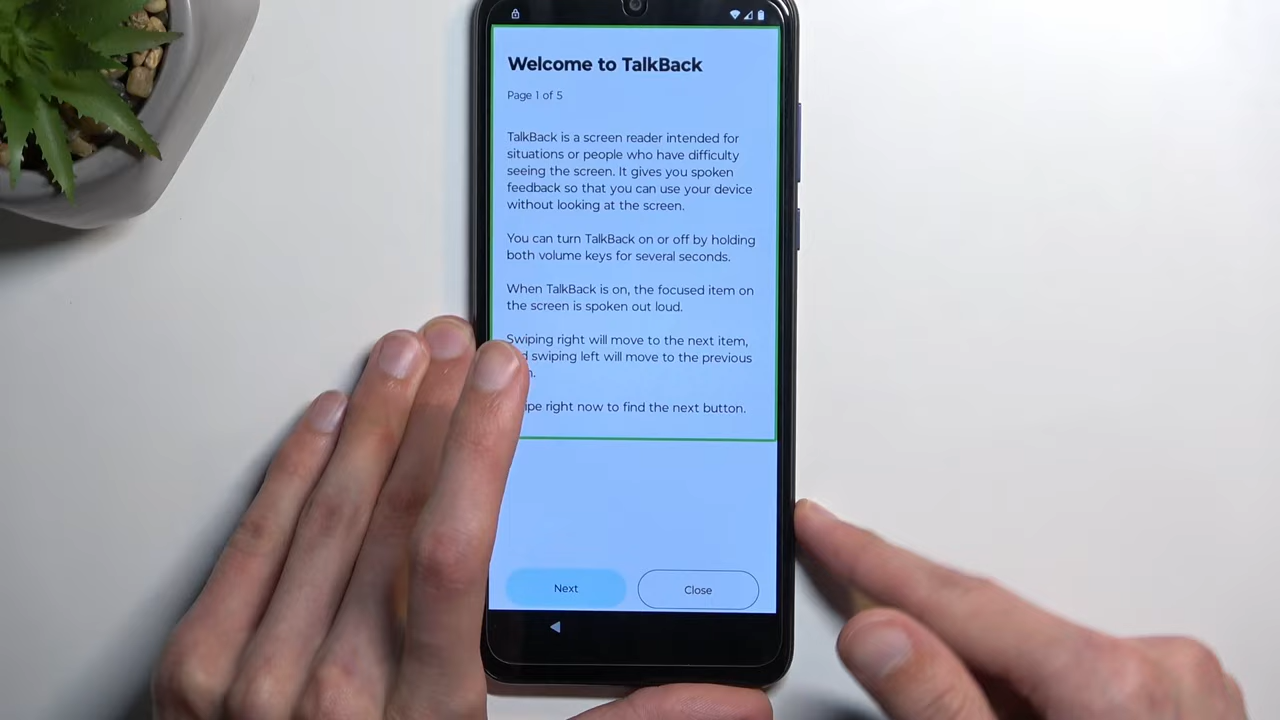 Welcome to TalkBack
Page 1 of 5
TalkBack is a screen reader intended for
situations or people who have difficulty
seeing the screen. It gives you spoken
feedback so that you can use your device
without looking at the screen.
You can turn TalkBack on or off by holding
both volume keys for several seconds.
When TalkBack is on, the focused item on
the screen is spoken out loud.
Swiping right will move to the next item,
swiping left will move to the previous
right now to find the next button.
Next
Close